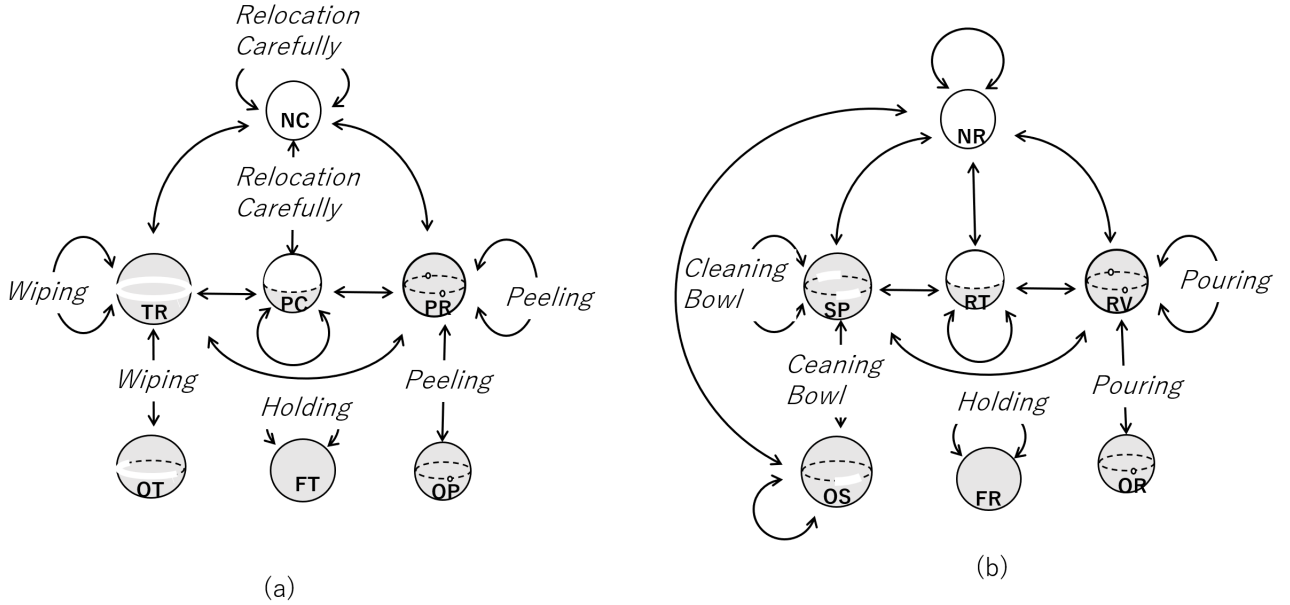 Relocation
Carefully
NC
Relocation
Carefully
Wiping
TR
PC
PR
Peeling
Wiping
Peeling
Holding
OT
FT
OP
(a)
NR
Cleaning
Bowl
SP
RT
RV
Pouring
Ceaning
Bowl
Holding
Pouring
OS
FR
OR
(b)